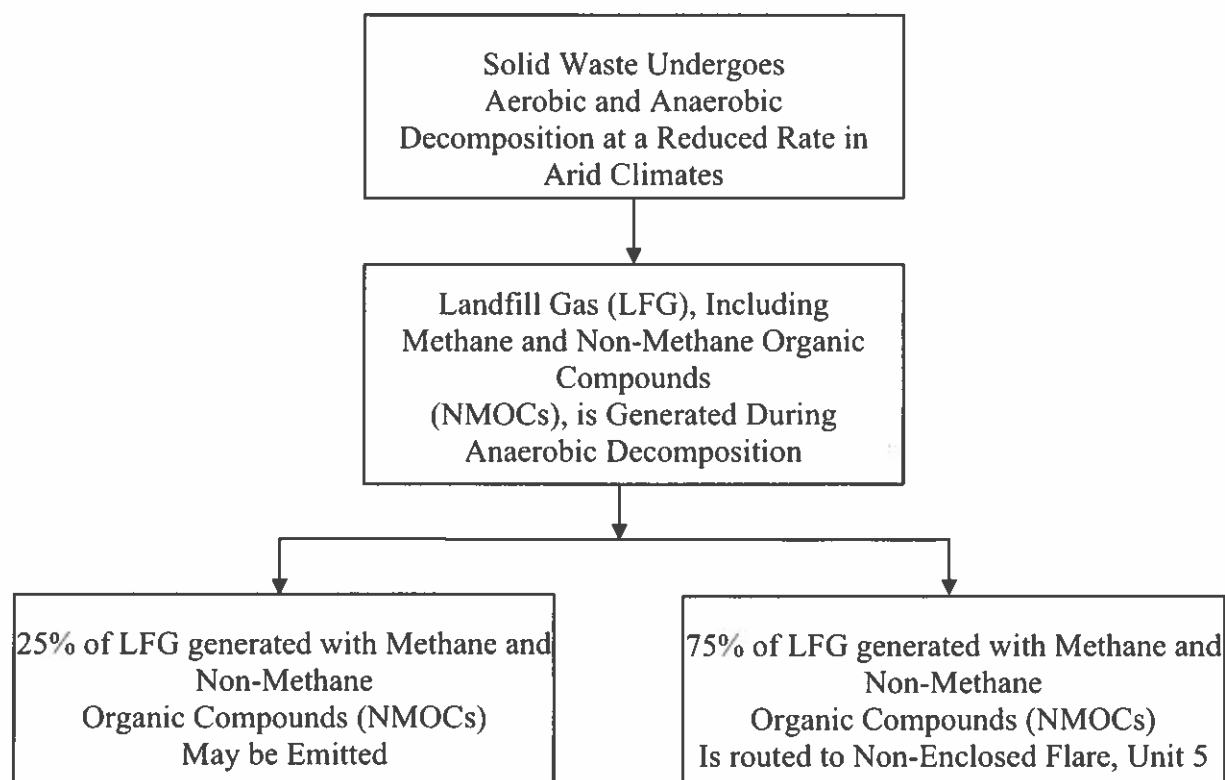 Solid Waste Undergoes
Aerobic and Anaerobic
Decomposition at a Reduced Rate in
Arid Climates
Landfill Gas (LFG), Including
Methane and Non-Methane Organic
Compounds
(NMOCs), is Generated During
Anaerobic Decomposition
25% of LFG generated with Methane and
Non-Methane
Organic Compounds (NMOCs)
May be Emitted
75% of LFG generated with Methane and
Non-Methane
Organic Compounds (NMOCs)
Is routed to Non-Enclosed Flare, Unit 5